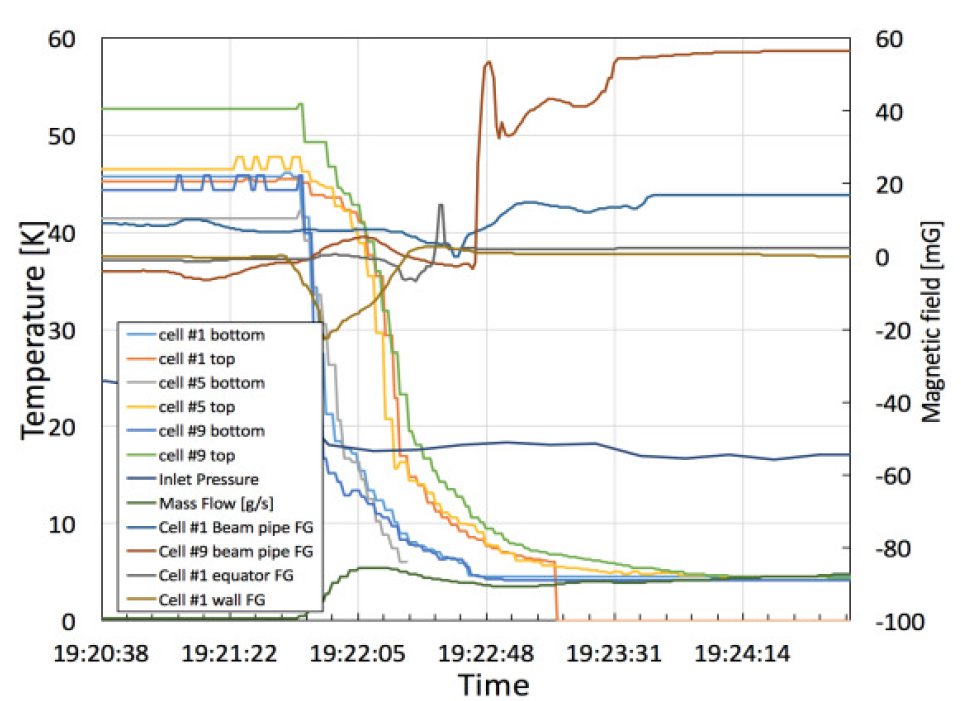 60
50
40
30
20
10
0
Temperature [K]
60
40
20
0
-20
-40
-60
-80
-100
Magnetic field [mG]
cell #1 bottom
cell #1 top
cell #5 bottom
cell #5 top
cell #9 bottom
cell #9 top
Inlet Pressure
Mass Flow [g/s]
Cell #1 Beam pipe FG
Cell #9 beam pipe FG
Cell #1 equator FG
Cell #1 wall FG
19:20:38 19:21:22 19:22:05 19:22:48 19:23:31 19:24:14
Time